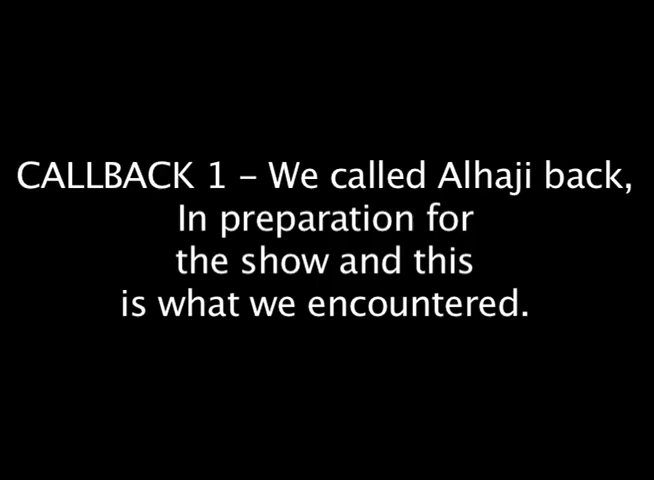 CALLBACK 1 – We called Alhaji back,
In preparation for
the show and this
is what we encountered.